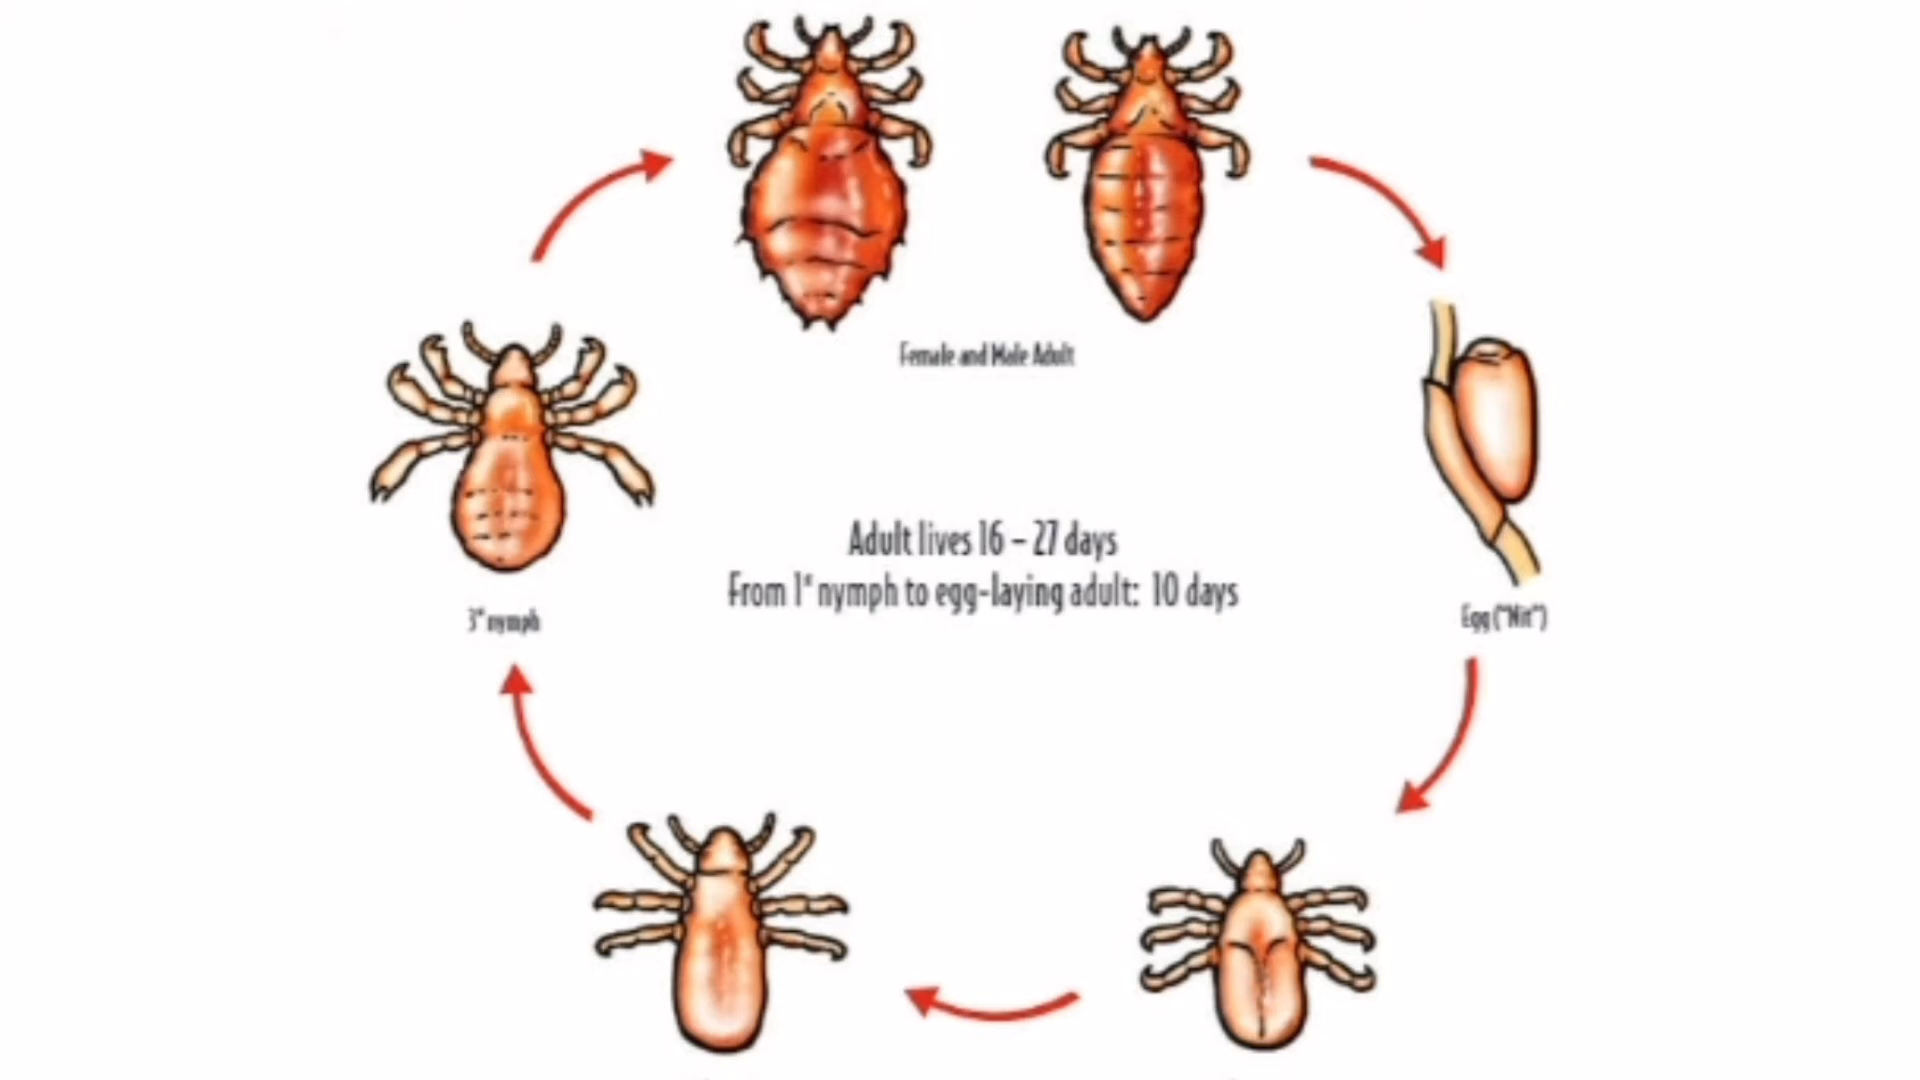 Female and Male Adult
Adult lives 16 – 27 days
From 1st nymph to egg-laying adult: 10 days
3rd nymph
Egg ("Nit")